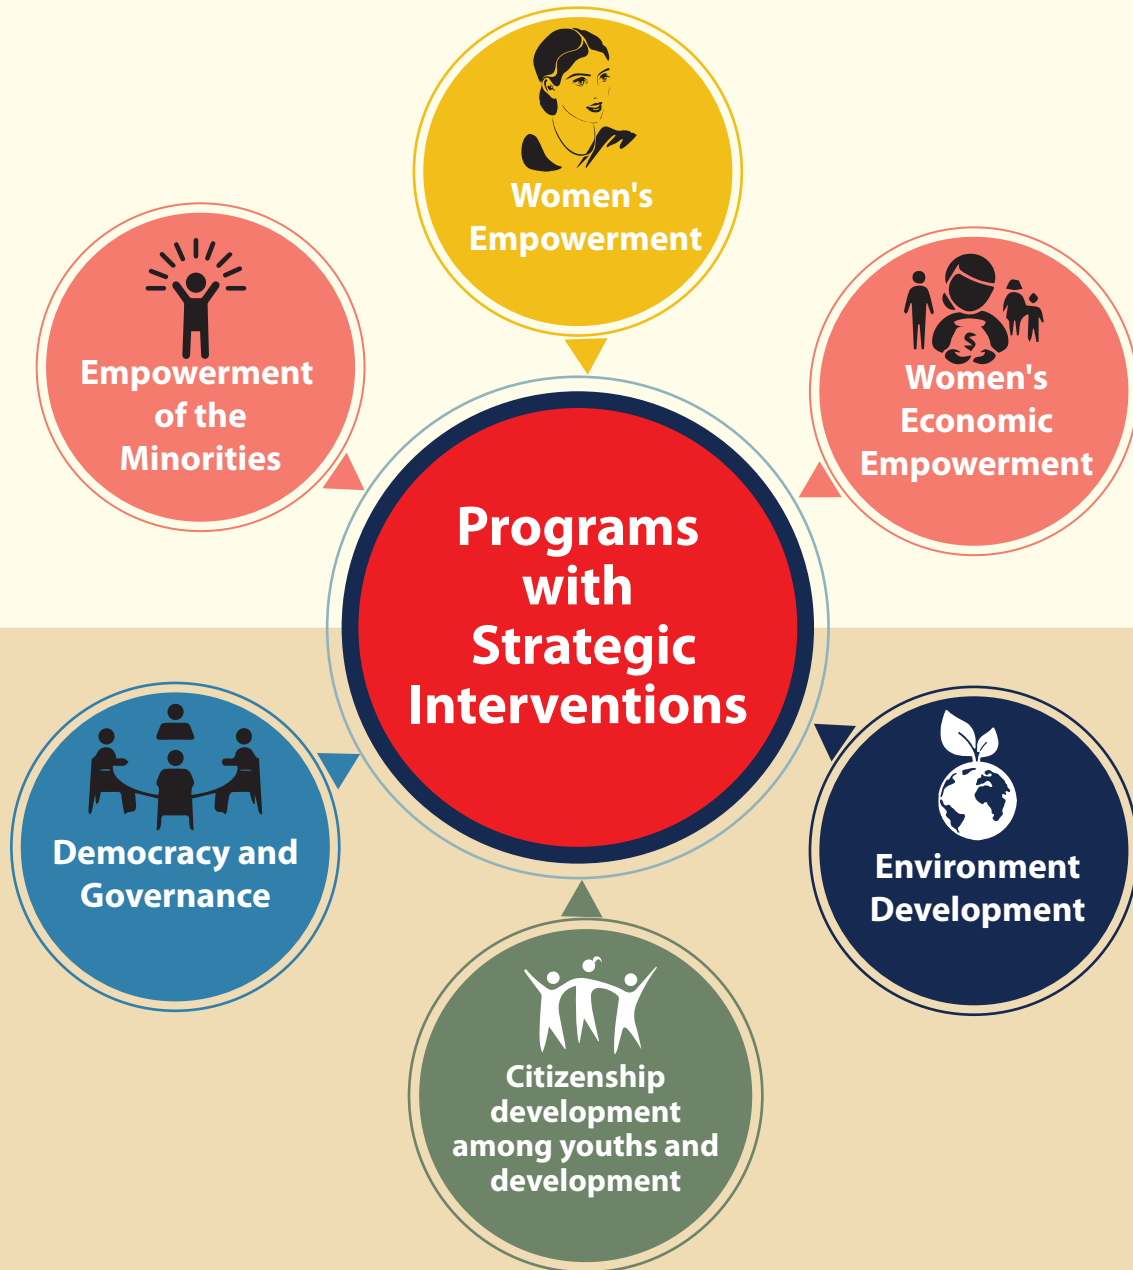 Women's
Empowerment
Empowerment
of the
Minorities
Women's
Economic
Empowerment
Programs
with
Strategic
Interventions
Democracy and
Governance
Environment
Development
Citizenship
development
among youths and
development
$